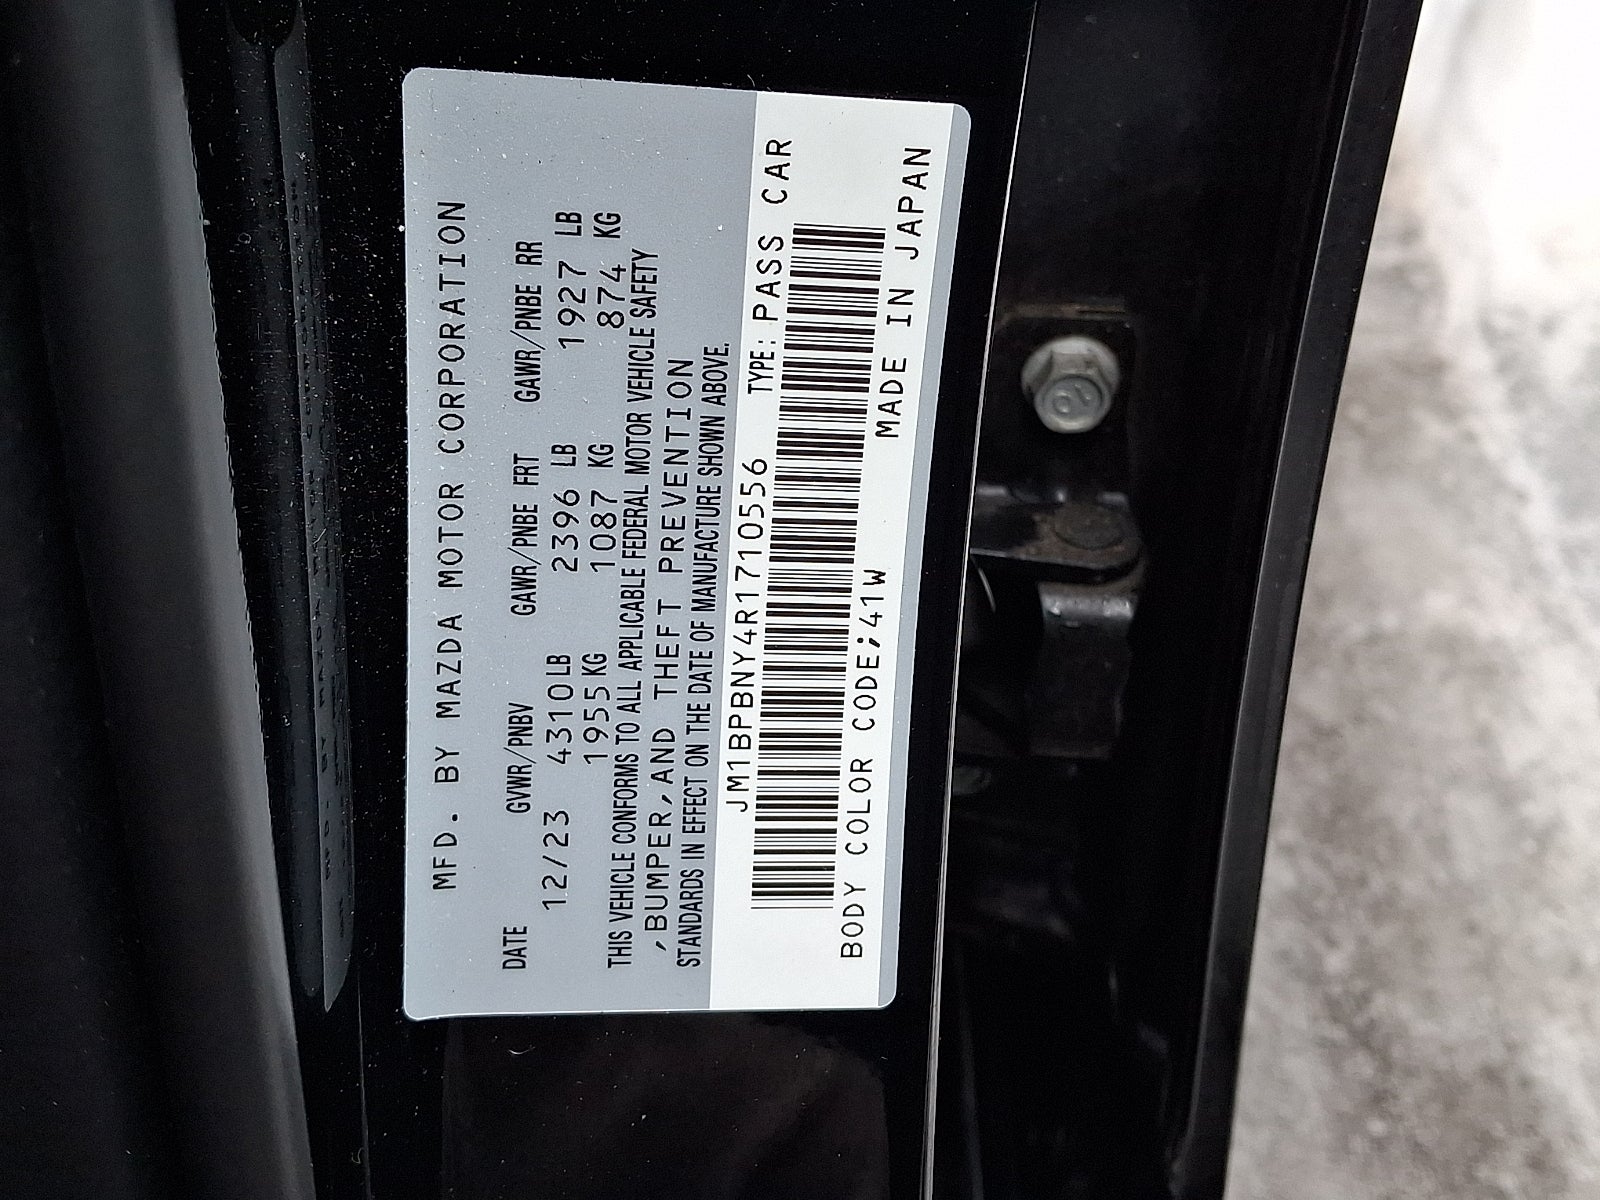 MFD. BY MAZDA MOTOR CORPORATION
DATE GVWR/PNBV GAWR/PNBE FRT GAWR/PNBE RR
12/23 4310LB 2396 LB 1927 LB
1955KG 1087 KG 874 KG
THIS VEHICLE CONFORMS TO ALL APPLICABLE FEDERAL MOTOR VEHICLE SAFETY
,BUMPER,AND THEFT PREVENTION
STANDARDS IN EFFECT ON THE DATE OF MANUFACTURE SHOWN ABOVE.
JM1BPBNY4R1710556 TYPE: PASS CAR
BODY COLOR CODE;41W MADE IN JAPAN